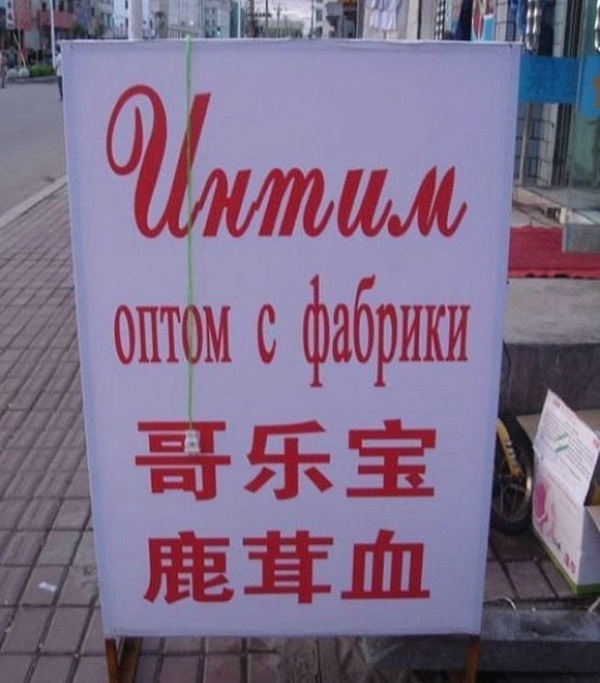 Интим
оптом с фабрики
哥乐宝
鹿茸血